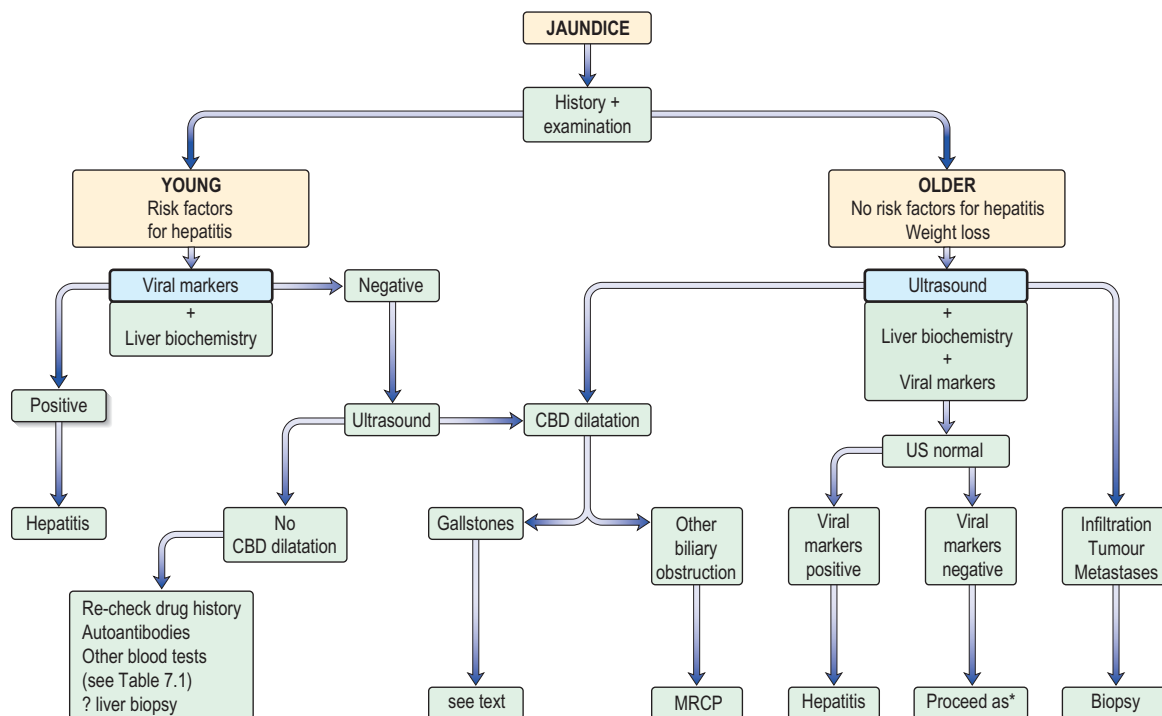 JAUNDICE
History +
examination
YOUNG
Risk factors
for hepatitis
OLDER
No risk factors for hepatitis
Weight loss
Viral markers
+
Liver biochemistry
Negative
Ultrasound
+
Liver biochemistry
+
Viral markers
Positive
Ultrasound
CBD dilatation
US normal
Hepatitis
No
CBD dilatation
Gallstones
Other
biliary
obstruction
Viral
markers
positive
Viral
markers
negative
Infiltration
Tumour
Metastases
Re-check drug history
Autoantibodies
Other blood tests
(see Table 7.1)
? liver biopsy
see text
MRCP
Hepatitis
Proceed as*
Biopsy